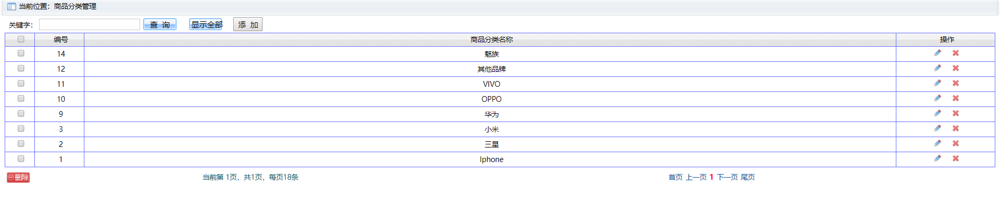 当前位置：商品分类管理
关键字： 查 询 显示全部 添 加
编号 商品分类名称 操作
14 魅族
12 其他品牌
11 VIVO
10 OPPO
9 华为
3 小米
2 三星
1 Iphone
删除 当前第 1页，共1页，每页18条 首页 上一页 1 下一页 尾页